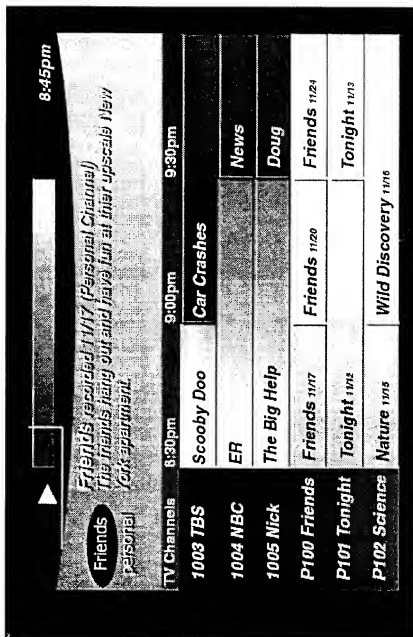 8:45pm
Friends
personal
Friends recorded 11/17 (Personal Channel)
The friends hang out and have fun at thier upscale New
York apartment.
TV Channels 8:30pm 9:00pm 9:30pm
1003 TBS Scooby Doo Car Crashes
1004 NBC ER News
1005 Nick The Big Help Doug
P100 Friends Friends 11/17 Friends 11/20 Friends 11/24
P101 Tonight Tonight 11/12 Tonight 11/13
P102 Science Nature 11/15 Wild Discovery 11/16